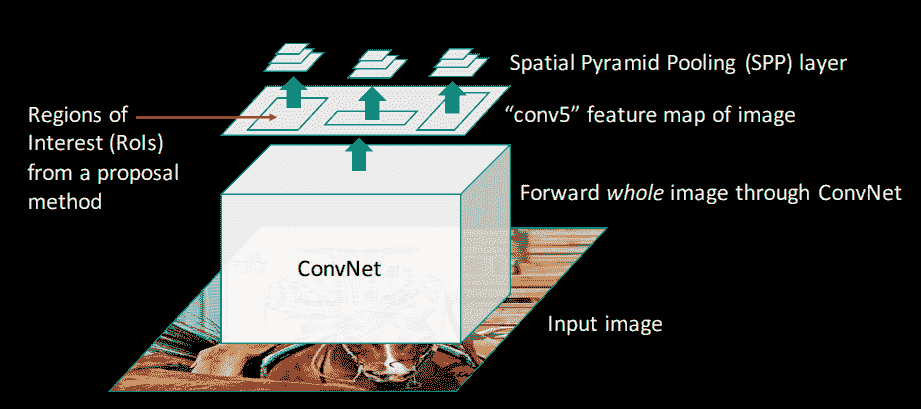 Spatial Pyramid Pooling (SPP) layer
Regions of
Interest (RoIs)
from a proposal
method
“conv5” feature map of image
Forward whole image through ConvNet
ConvNet
Input image